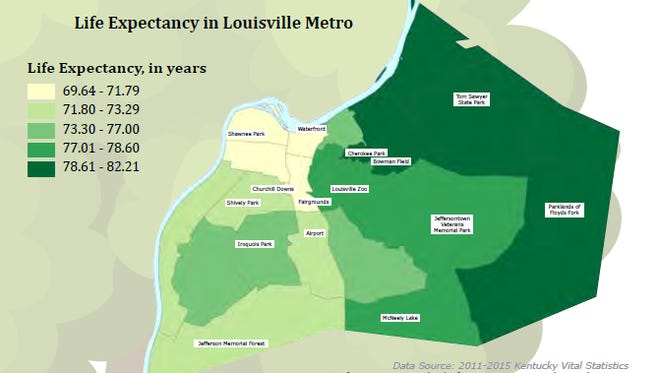 Life Expectancy in Louisville Metro
Life Expectancy, in years
69.64 - 71.79
71.80 - 73.29
73.30 - 77.00
77.01 - 78.60
78.61 - 82.21
Tom Sawyer
State Park
Shawnee Park
Waterfront
Cherokee Park
Bowman Field
Churchill Downs
Louisville Zoo
Shively Park
Fairgrounds
Parklands of
Floyds Fork
Jeffersontown
Veterans
Memorial Park
Airport
Iroquois Park
McNeely Lake
Jefferson Memorial Forest
Data Source: 2011-2015 Kentucky Vital Statistics